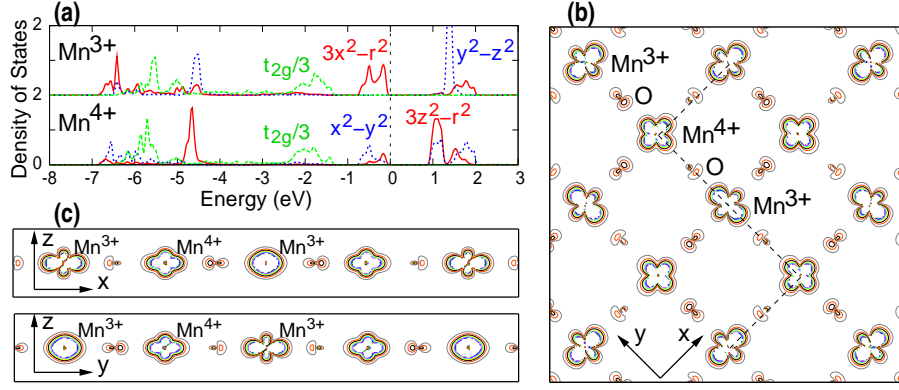 (a)
Density of States
2
Mn3+
3x2−r2
y2−z2
t2g/3
2
Mn4+
t2g/3
x2−y2
3z2−r2
0
−8 −7 −6 −5 −4 −3 −2 −1 0 1 2 3
Energy (eV)
(c)
z
Mn3+ Mn4+ Mn3+
x
z
Mn3+ Mn4+ Mn3+
y
(b)
Mn3+
O
Mn4+
O
Mn3+
y x